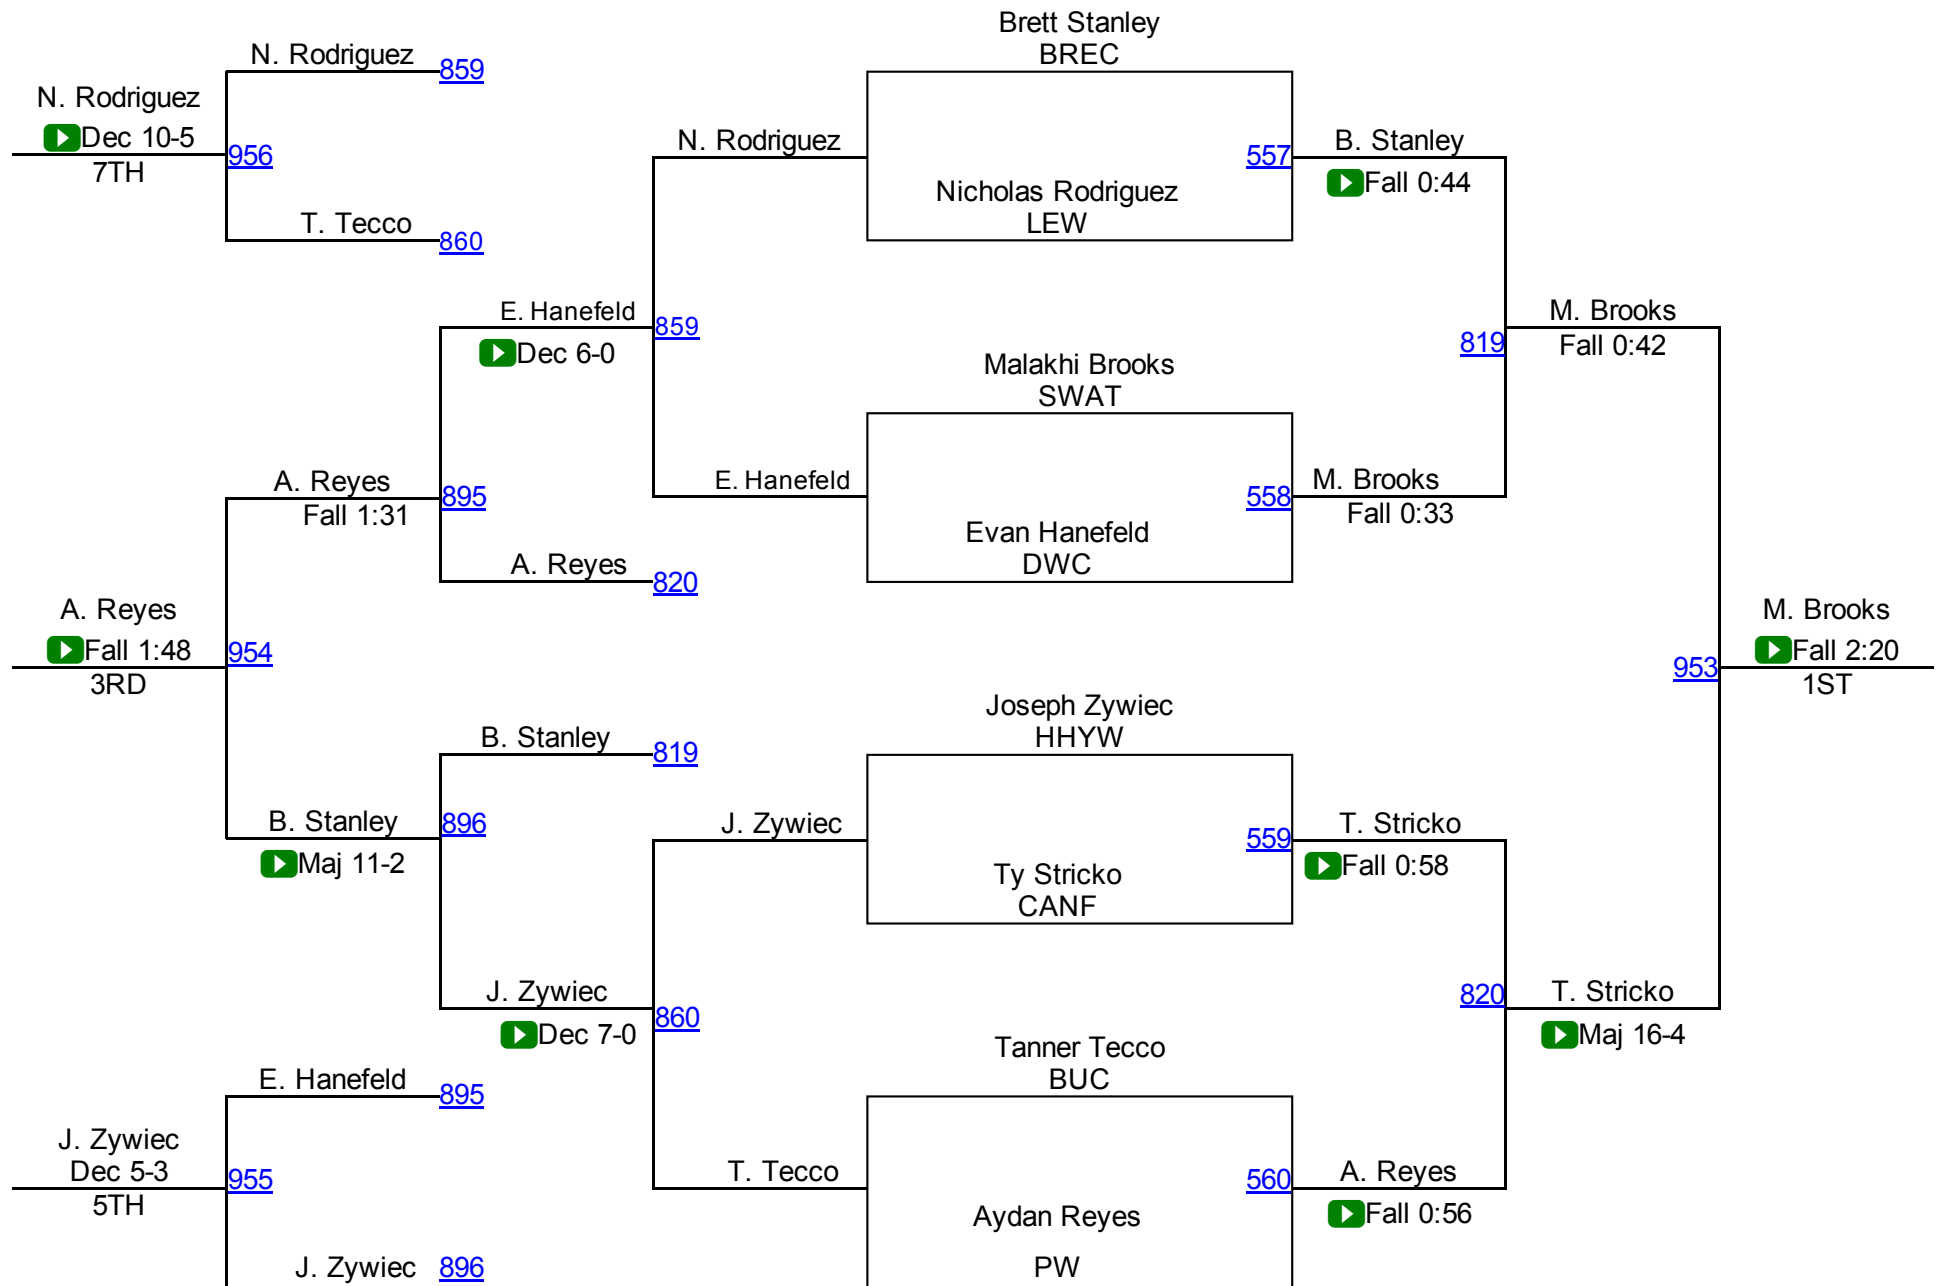 Brett Stanley
BREC
N. Rodriguez
859
N. Rodriguez
Dec 10-5
7TH
956
T. Tecco
860
N. Rodriguez
557
B. Stanley
Fall 0:44
Nicholas Rodriguez
LEW
E. Hanefeld
Dec 6-0
859
819
M. Brooks
Fall 0:42
Malakhi Brooks
SWAT
A. Reyes
Fall 1:31
895
E. Hanefeld
558
M. Brooks
Fall 0:33
Evan Hanefeld
DWC
A. Reyes
820
A. Reyes
Fall 1:48
3RD
954
953
M. Brooks
Fall 2:20
1ST
Joseph Zywiec
HHYW
B. Stanley
819
B. Stanley
Maj 11-2
896
J. Zywiec
559
T. Stricko
Fall 0:58
Ty Stricko
CANF
J. Zywiec
Dec 7-0
860
820
T. Stricko
Maj 16-4
Tanner Tecco
BUC
E. Hanefeld
895
J. Zywiec
Dec 5-3
5TH
955
T. Tecco
560
A. Reyes
Fall 0:56
Aydan Reyes
PW
J. Zywiec
896